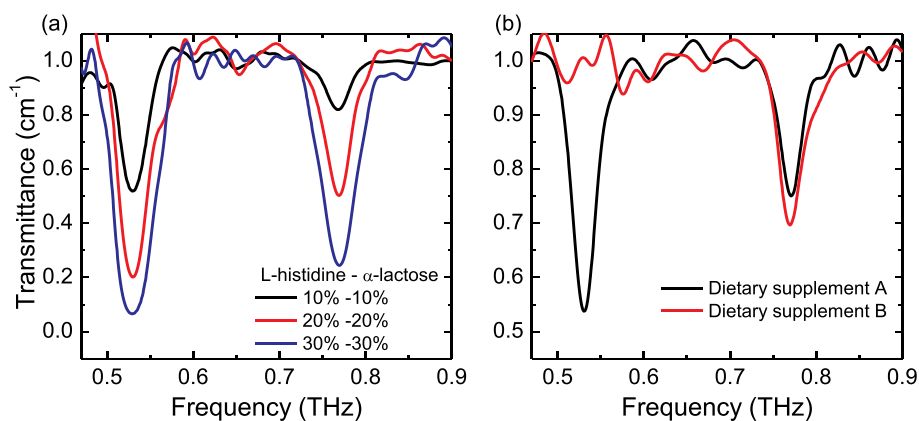 (a)
(b)
Transmittance (cm⁻¹)
1.0
0.8
0.6
0.4
0.2
0.0
L-histidine - α-lactose
10% -10%
20% -20%
30% -30%
0.5 0.6 0.7 0.8 0.9
Frequency (THz)
1.0
0.9
0.8
0.7
0.6
0.5
Dietary supplement A
Dietary supplement B
0.5 0.6 0.7 0.8 0.9
Frequency (THz)